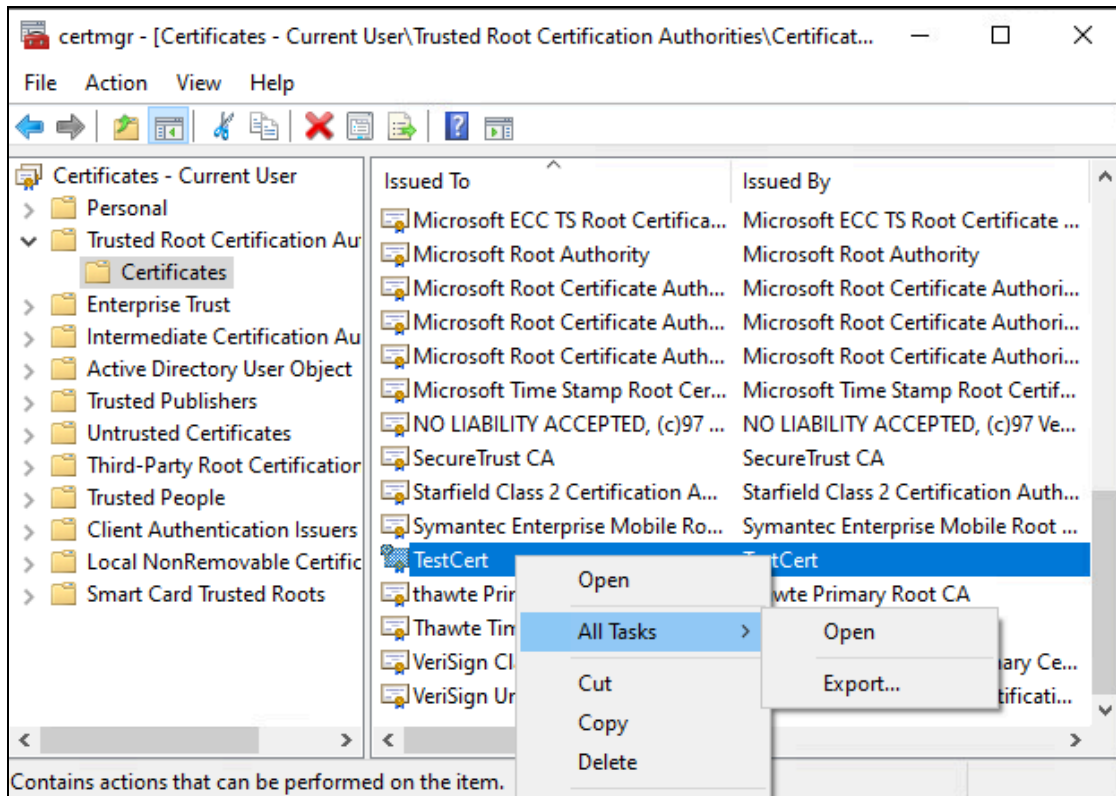 certmgr - [Certificates - Current User\Trusted Root Certification Authorities\Certificat...
File Action View Help
Certificates - Current User
Personal
Trusted Root Certification Au
Certificates
Enterprise Trust
Intermediate Certification Au
Active Directory User Object
Trusted Publishers
Untrusted Certificates
Third-Party Root Certification
Trusted People
Client Authentication Issuers
Local NonRemovable Certific
Smart Card Trusted Roots
Issued To Issued By
Microsoft ECC TS Root Certifica... Microsoft ECC TS Root Certificate ...
Microsoft Root Authority Microsoft Root Authority
Microsoft Root Certificate Auth... Microsoft Root Certificate Authori...
Microsoft Root Certificate Auth... Microsoft Root Certificate Authori...
Microsoft Root Certificate Auth... Microsoft Root Certificate Authori...
Microsoft Time Stamp Root Cer... Microsoft Time Stamp Root Certif...
NO LIABILITY ACCEPTED, (c)97 ... NO LIABILITY ACCEPTED, (c)97 Ve...
SecureTrust CA SecureTrust CA
Starfield Class 2 Certification A... Starfield Class 2 Certification Auth...
Symantec Enterprise Mobile Ro... Symantec Enterprise Mobile Root ...
TestCert tCert
thawte Prir wte Primary Root CA
Thawte Tim
VeriSign Cl ary Ce...
VeriSign Ur tificati...
Open
All Tasks
Cut
Copy
Delete
Open
Export...
Contains actions that can be performed on the item.